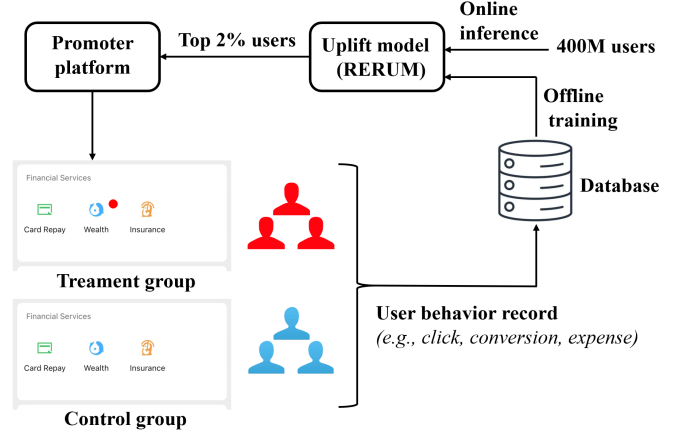 Promoter
platform
Top 2% users
Uplift model
(RERUM)
Online
inference
400M users
Offline
training
Database
Financial Services
Card Repay Wealth Insurance
Treament group
Financial Services
Card Repay Wealth Insurance
Control group
User behavior record
(e.g., click, conversion, expense)